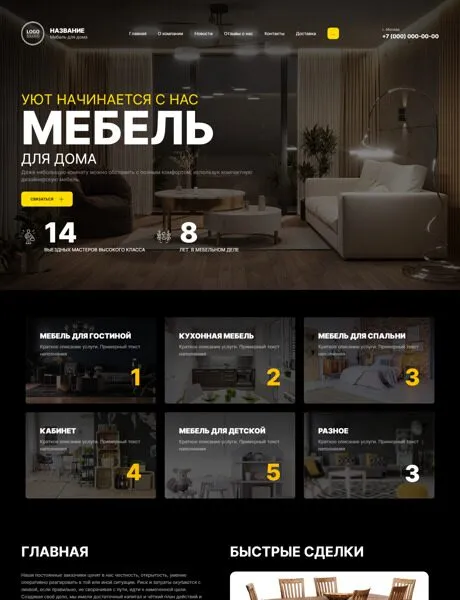 LOGO
НАЗВАНИЕ
Мебель для дома
Главная О компании Новости Отзывы о нас Контакты Доставка
г. Москва
+7 (000) 000-00-00
УЮТ НАЧИНАЕТСЯ С НАС
МЕБЕЛЬ
ДЛЯ ДОМА
Даже небольшую комнату можно обставить с полным комфортом, используя компактную
дизайнерскую мебель.
СВЯЗАТЬСЯ
14
ВЫЕЗДНЫХ МАСТЕРОВ ВЫСОКОГО КЛАССА
8
ЛЕТ В МЕБЕЛЬНОМ ДЕЛЕ
МЕБЕЛЬ ДЛЯ ГОСТИНОЙ
Краткое описание услуги. Примерный текст
наполнения
1
КУХОННАЯ МЕБЕЛЬ
Краткое описание услуги. Примерный текст
наполнения
2
МЕБЕЛЬ ДЛЯ СПАЛЬНИ
Краткое описание услуги. Примерный текст
наполнения
3
КАБИНЕТ
Краткое описание услуги. Примерный текст
наполнения
4
МЕБЕЛЬ ДЛЯ ДЕТСКОЙ
Краткое описание услуги. Примерный текст
наполнения
5
РАЗНОЕ
Краткое описание услуги. Примерный текст
наполнения
3
ГЛАВНАЯ
Наши постоянные заказчики ценят в нас честность, открытость, умение
оперативно реагировать в той или иной ситуации. Риск и затраты окупаются с
лихвой, если правильно, не сворачивая с пути, идти к намеченной цели.
Создавая своё дело, мы имели достаточный капитал и чёткий план действий и
БЫСТРЫЕ СДЕЛКИ